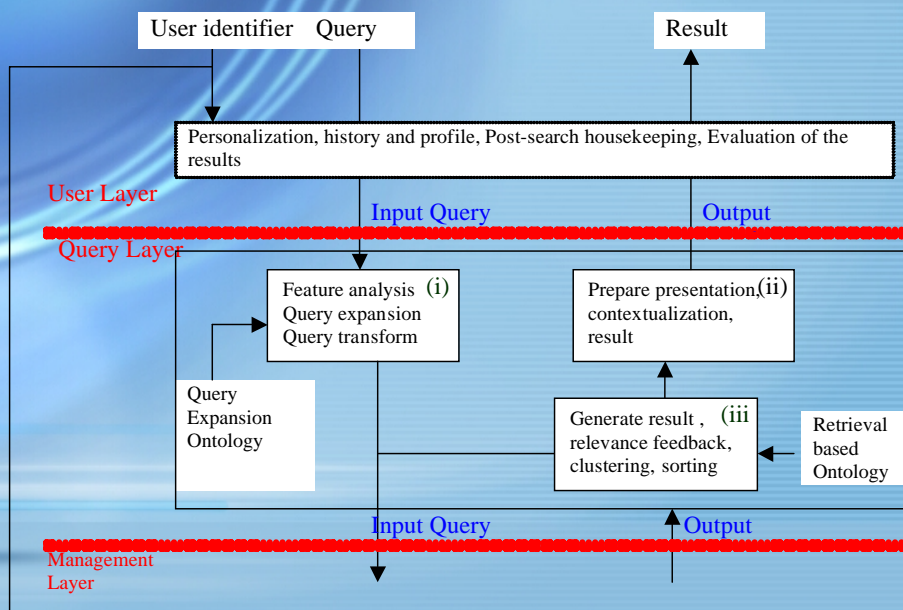 User identifier Query
Result
Personalization, history and profile, Post-search housekeeping, Evaluation of the
results
User Layer
Input Query
Output
Query Layer
Feature analysis (i)
Query expansion
Query transform
Prepare presentation, (ii)
contextualization,
result
Query
Expansion
Ontology
Generate result , (iii
relevance feedback,
clustering, sorting
Retrieval
based
Ontology
Input Query
Output
Management
Layer